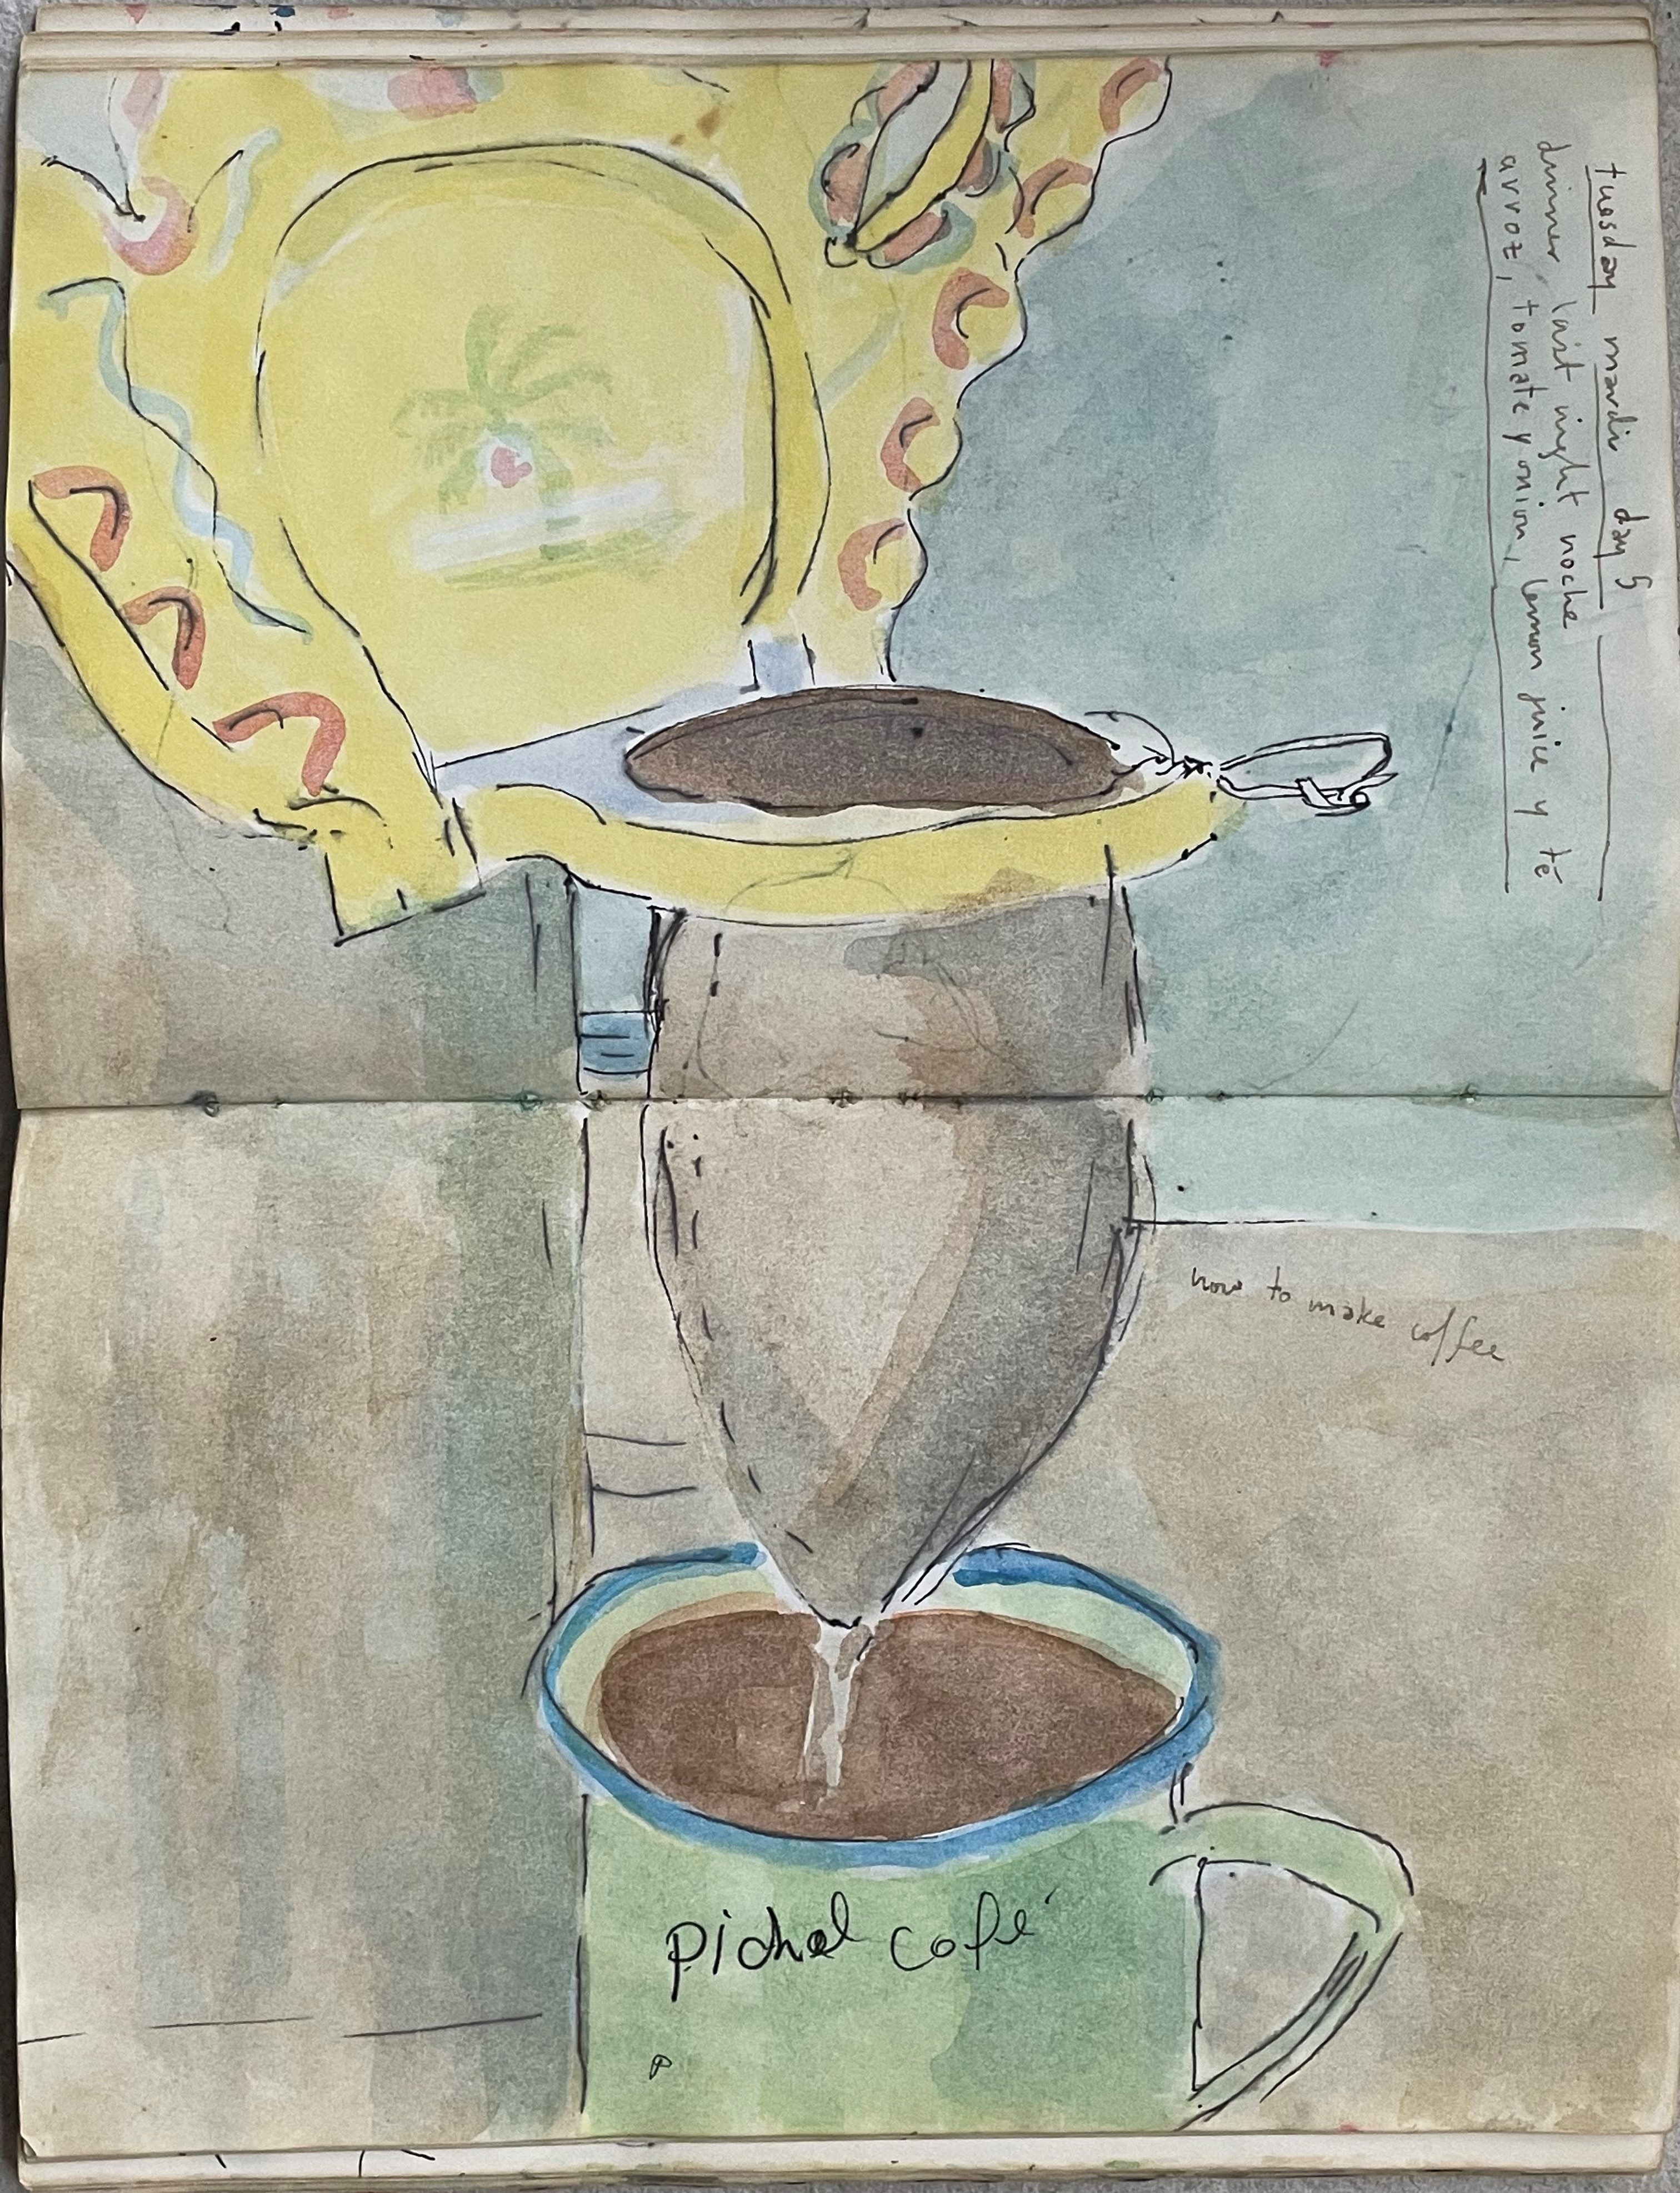 tuesday mardi day 5
dinner last night noche
arroz, tomate y onion, lemon juice y té
how to make coffee
pichel café